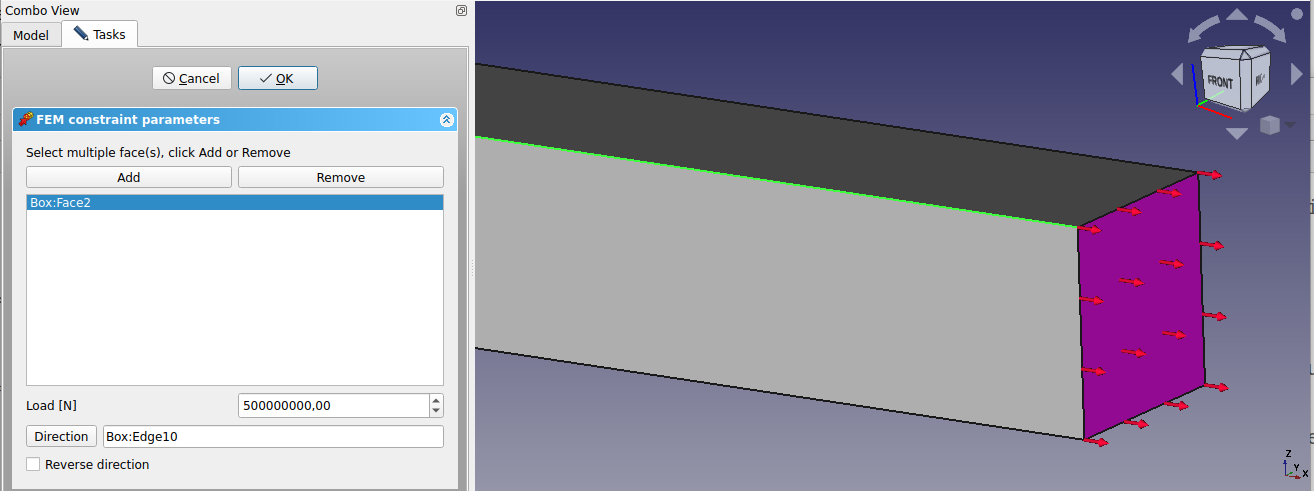 Combo View
Model
Tasks
Cancel
OK
FEM constraint parameters
Select multiple face(s), click Add or Remove
Add
Remove
Box:Face2
Load [N]
500000000,00
Direction
Box:Edge10
Reverse direction
FRONT
Z
Y
X